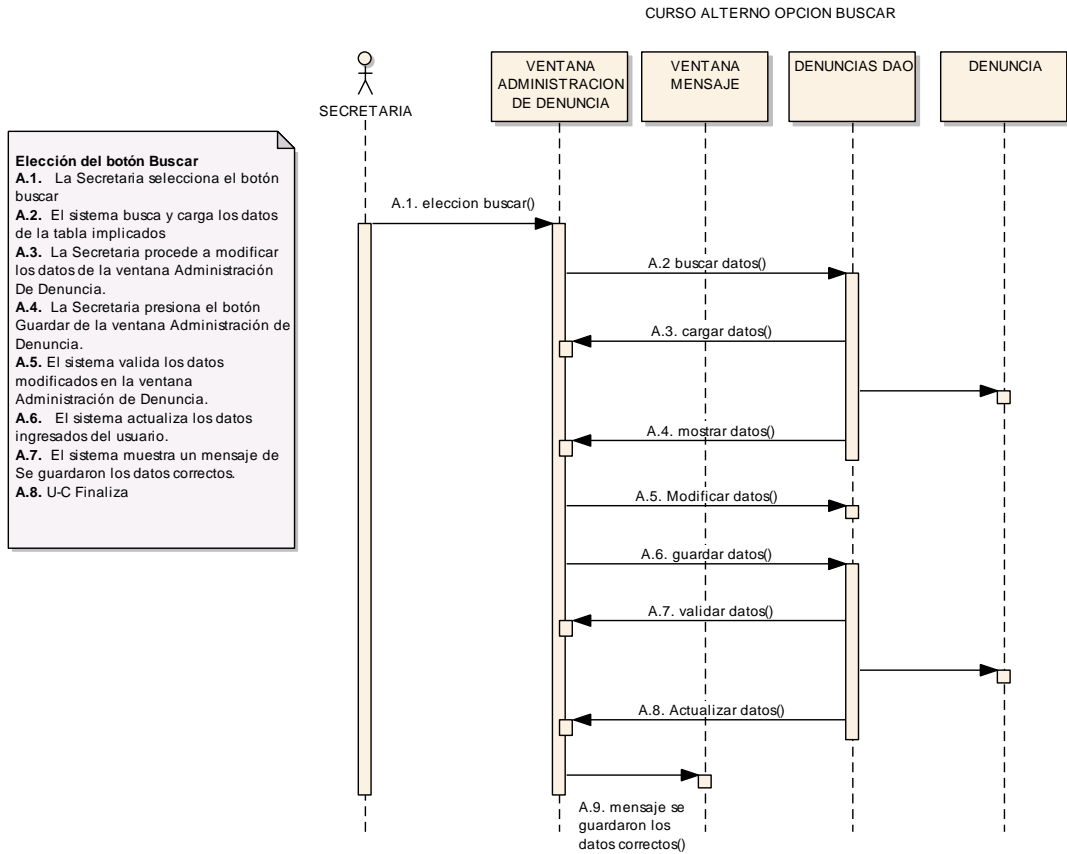 CURSO ALTERNO OPCION BUSCAR
SECRETARIA
VENTANA
ADMINISTRACION
DE DENUNCIA
VENTANA
MENSAJE
DENUNCIAS DAO
DENUNCIA
Elección del botón Buscar
A.1. La Secretaria selecciona el botón
buscar
A.2. El sistema busca y carga los datos
de la tabla implicados
A.3. La Secretaria procede a modificar
los datos de la ventana Administración
De Denuncia.
A.4. La Secretaria presiona el botón
Guardar de la ventana Administración de
Denuncia.
A.5. El sistema valida los datos
modificados en la ventana
Administración de Denuncia.
A.6. El sistema actualiza los datos
ingresados del usuario.
A.7. El sistema muestra un mensaje de
Se guardaron los datos correctos.
A.8. U-C Finaliza
A.1. eleccion buscar()
A.2 buscar datos()
A.3. cargar datos()
A.4. mostrar datos()
A.5. Modificar datos()
A.6. guardar datos()
A.7. validar datos()
A.8. Actualizar datos()
A.9. mensaje se
guardaron los
datos correctos()